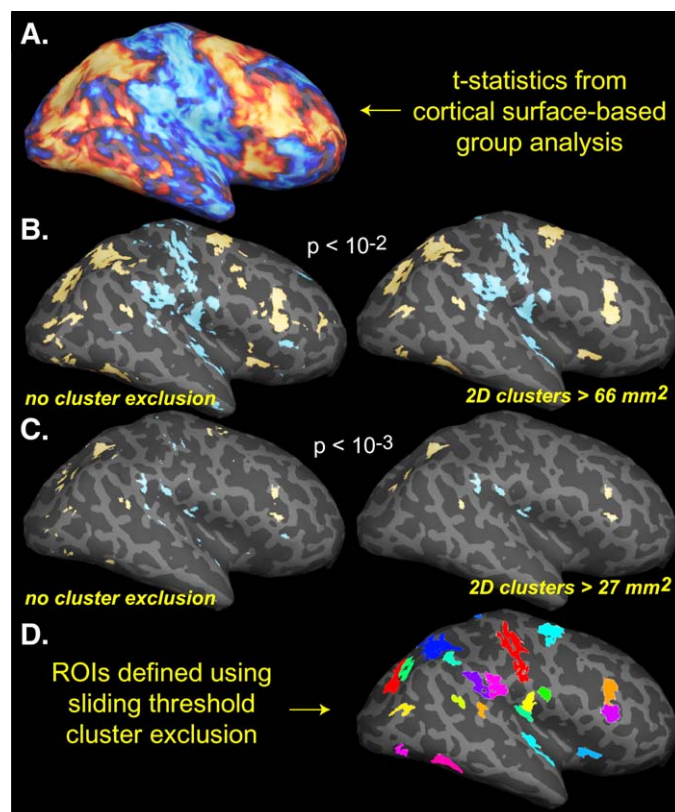 A.
t-statistics from
cortical surface-based
group analysis
B.
p < 10-2
no cluster exclusion
2D clusters > 66 mm2
C.
p < 10-3
no cluster exclusion
2D clusters > 27 mm2
D.
ROIs defined using
sliding threshold
cluster exclusion